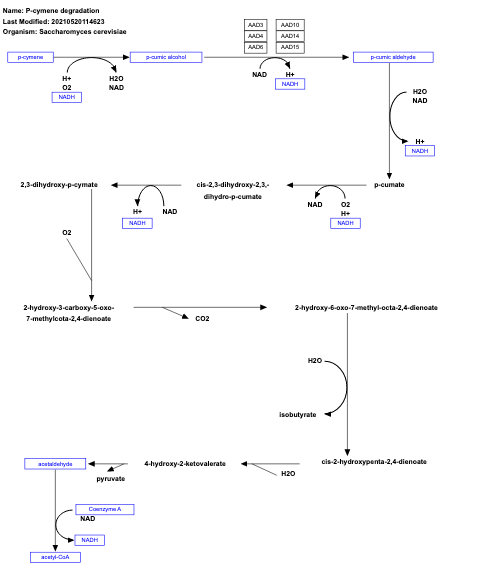 Name: P-cymene degradation
Last Modified: 20210520114623
Organism: Saccharomyces cerevisiae
AAD3
AAD10
AAD4
AAD14
AAD6
AAD15
p-cymene
p-cumic alcohol
p-cumic aldehyde
H+
O2
NADH
H2O
NAD
NAD
H+
NADH
H2O
NAD
H+
NADH
2,3-dihydroxy-p-cymate
cis-2,3-dihydroxy-2,3,-
dihydro-p-cumate
p-cumate
H+
NADH
NAD
NAD
O2
H+
NADH
O2
2-hydroxy-3-carboxy-5-oxo-
7-methylcota-2,4-dienoate
CO2
2-hydroxy-6-oxo-7-methyl-octa-2,4-dienoate
H2O
isobutyrate
acetaldehyde
4-hydroxy-2-ketovalerate
cis-2-hydroxypenta-2,4-dienoate
pyruvate
H2O
Coenzyme A
NAD
NADH
acetyl-CoA